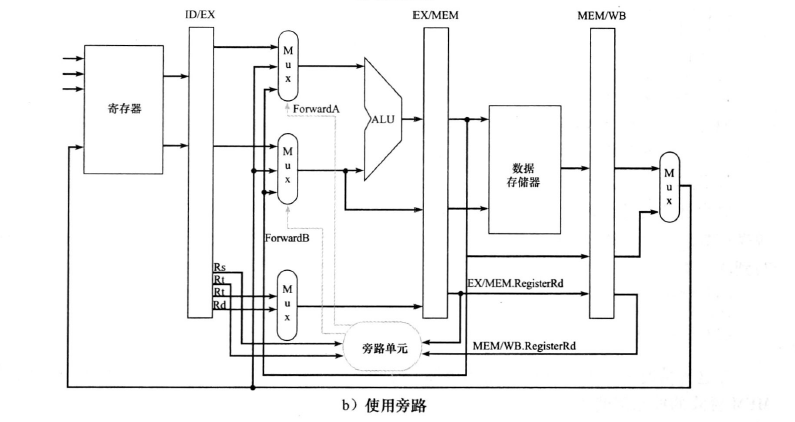 ID/EX
EX/MEM
MEM/WB
寄存器
M
u
x
ForwardA
ALU
M
u
x
数据
存储器
M
u
x
ForwardB
Rs
Rt
Rt
Rd
M
u
x
EX/MEM.RegisterRd
旁路单元
MEM/WB.RegisterRd
b）使用旁路